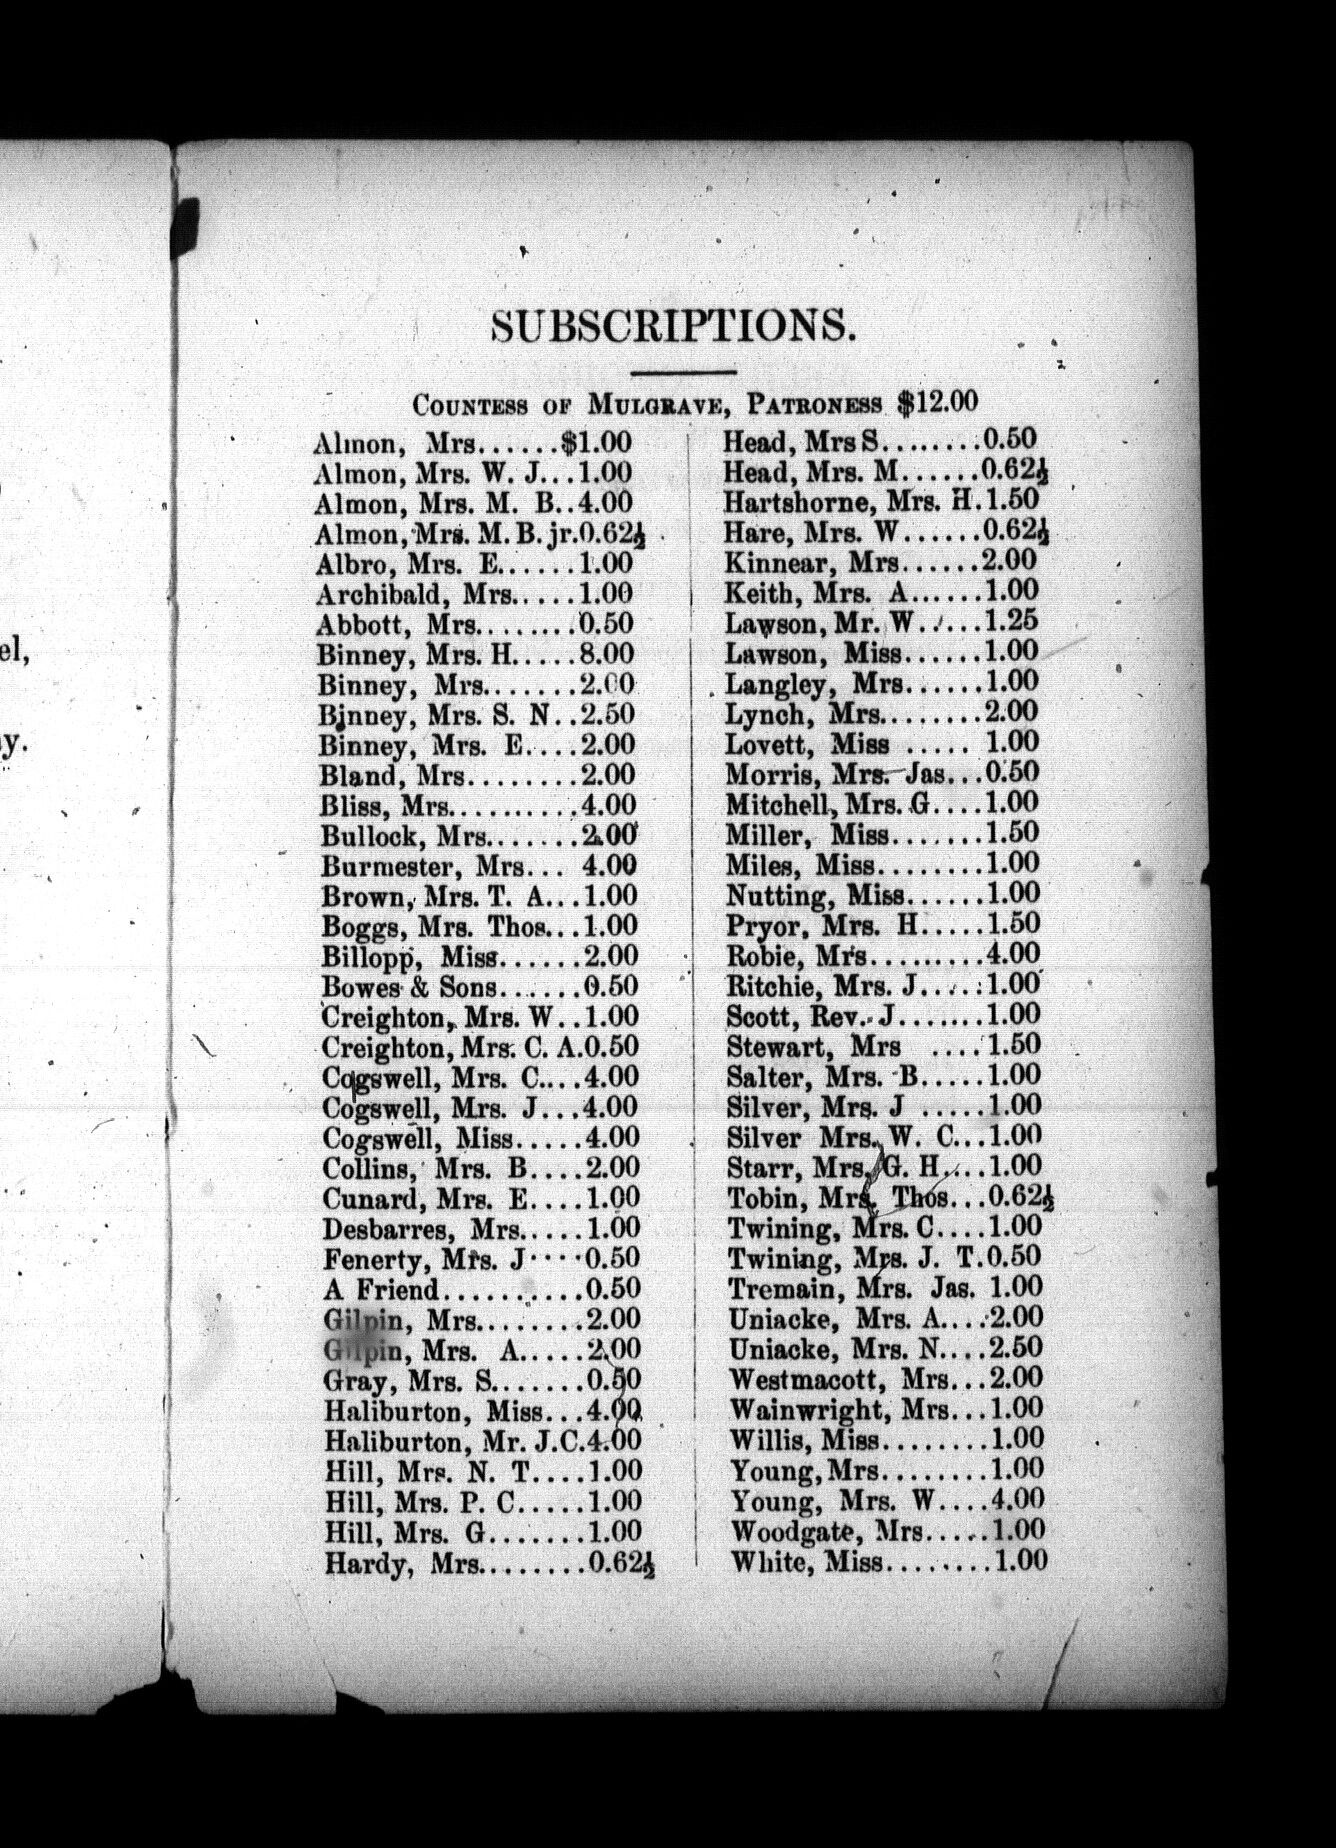 el,
y.
SUBSCRIPTIONS.
COUNTESS OF MULGRAVE, PATRONESS $12.00
Almon, Mrs......$1.00
Almon, Mrs. W. J...1.00
Almon, Mrs. M. B..4.00
Almon, Mrs. M. B. jr.0.62½
Albro, Mrs. E......1.00
Archibald, Mrs.....1.00
Abbott, Mrs........0.50
Binney, Mrs. H.....8.00
Binney, Mrs.......2.00
Binney, Mrs. S. N..2.50
Binney, Mrs. E....2.00
Bland, Mrs........2.00
Bliss, Mrs..........4.00
Bullock, Mrs.......2.00
Burmester, Mrs... 4.00
Brown, Mrs. T. A...1.00
Boggs, Mrs. Thos...1.00
Billopp, Miss......2.00
Bowes & Sons......0.50
Creighton, Mrs. W..1.00
Creighton, Mrs. C. A.0.50
Cogswell, Mrs. C....4.00
Cogswell, Mrs. J...4.00
Cogswell, Miss.....4.00
Collins, Mrs. B....2.00
Cunard, Mrs. E....1.00
Desbarres, Mrs.....1.00
Fenerty, Mrs. J....0.50
A Friend..........0.50
Gilpin, Mrs........2.00
Gilpin, Mrs. A.....2.00
Gray, Mrs. S.......0.50
Haliburton, Miss...4.00
Haliburton, Mr. J.C.4.00
Hill, Mrs. N. T....1.00
Hill, Mrs. P. C.....1.00
Hill, Mrs. G.......1.00
Hardy, Mrs........0.62½
Head, Mrs S........0.50
Head, Mrs. M......0.62½
Hartshorne, Mrs. H.1.50
Hare, Mrs. W......0.62½
Kinnear, Mrs......2.00
Keith, Mrs. A......1.00
Lawson, Mr. W.....1.25
Lawson, Miss......1.00
Langley, Mrs......1.00
Lynch, Mrs........2.00
Lovett, Miss ..... 1.00
Morris, Mrs. Jas...0.50
Mitchell, Mrs. G....1.00
Miller, Miss.......1.50
Miles, Miss........1.00
Nutting, Miss......1.00
Pryor, Mrs. H.....1.50
Robie, Mrs.........4.00
Ritchie, Mrs. J.....1.00
Scott, Rev. J.......1.00
Stewart, Mrs ....1.50
Salter, Mrs. B.....1.00
Silver, Mrs. J .....1.00
Silver Mrs. W. C...1.00
Starr, Mrs. G. H....1.00
Tobin, Mrs. Thos...0.62½
Twining, Mrs. C....1.00
Twining, Mrs. J. T.0.50
Tremain, Mrs. Jas. 1.00
Uniacke, Mrs. A....2.00
Uniacke, Mrs. N....2.50
Westmacott, Mrs...2.00
Wainwright, Mrs...1.00
Willis, Miss........1.00
Young, Mrs........1.00
Young, Mrs. W....4.00
Woodgate, Mrs.....1.00
White, Miss........1.00